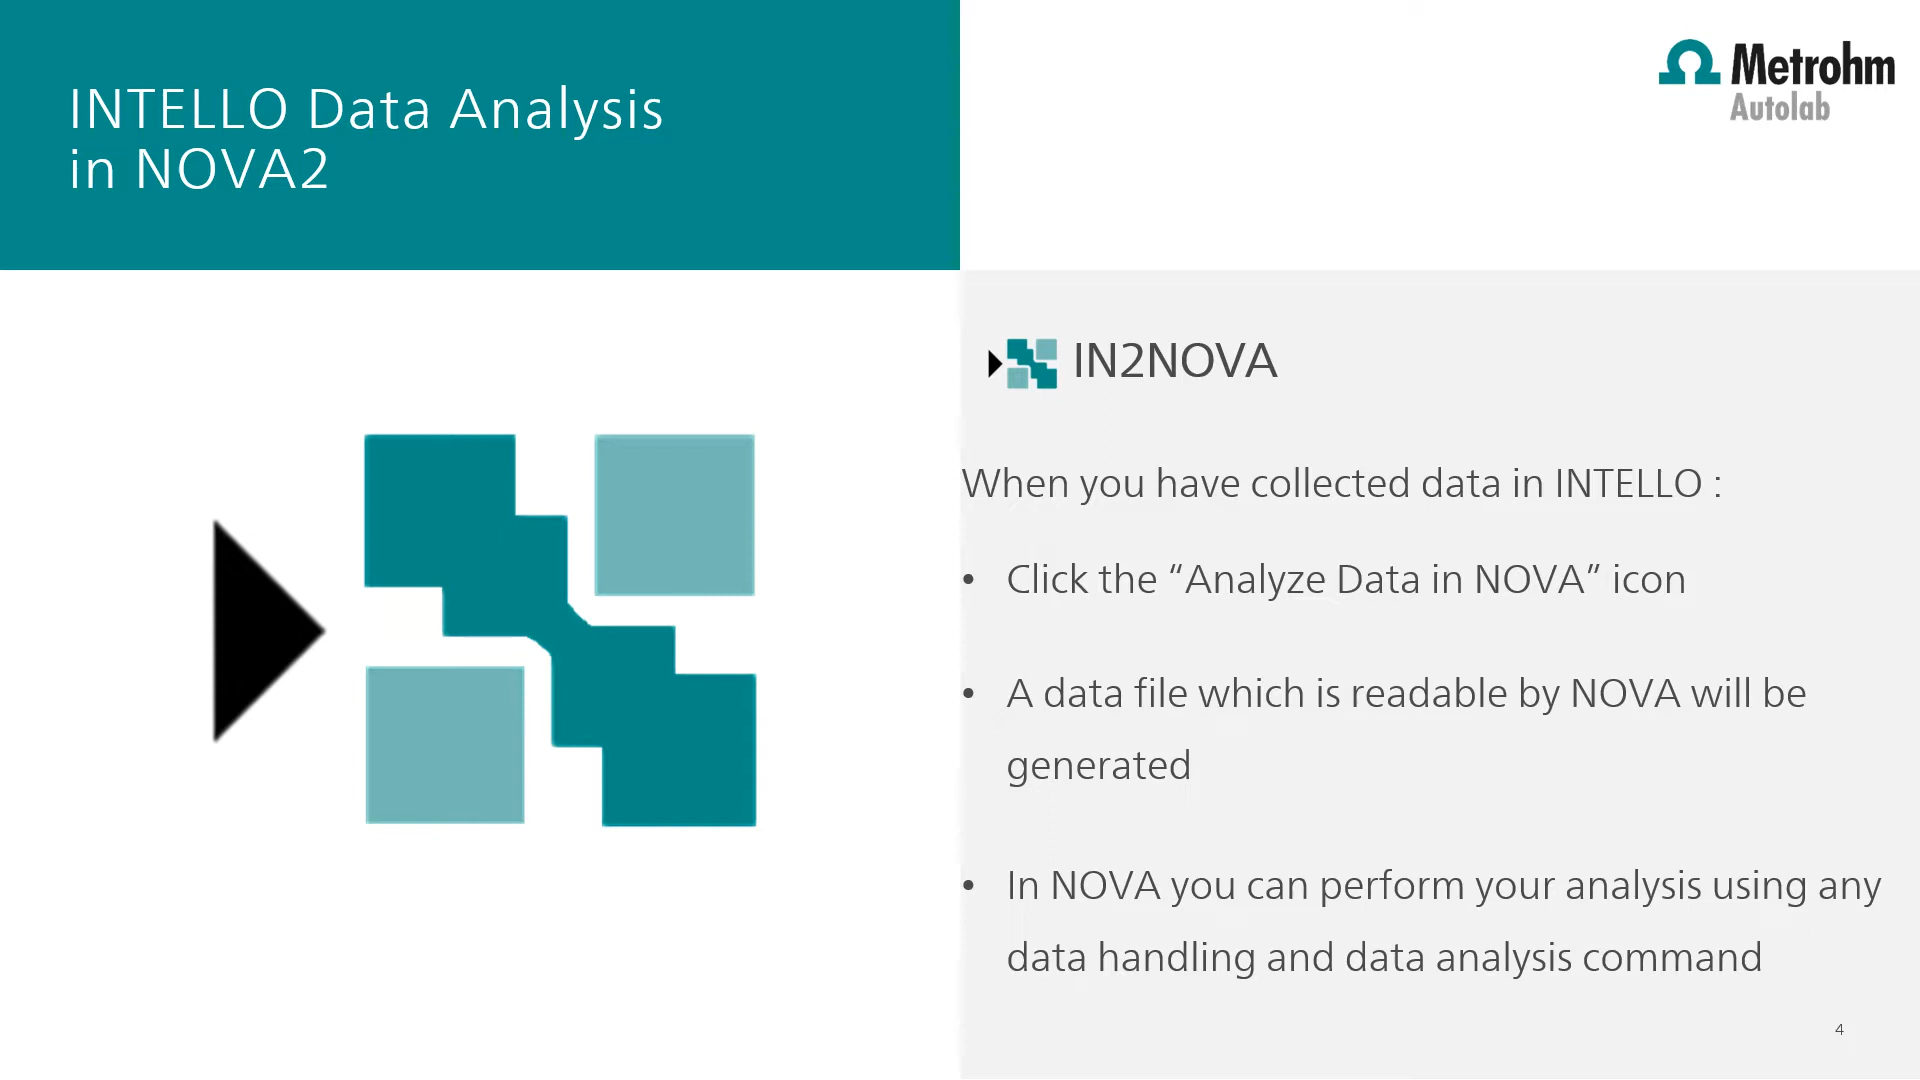 INTELLO Data Analysis
in NOVA2
Metrohm
Autolab
IN2NOVA
When you have collected data in INTELLO :
• Click the “Analyze Data in NOVA” icon
• A data file which is readable by NOVA will be
generated
• In NOVA you can perform your analysis using any
data handling and data analysis command
4